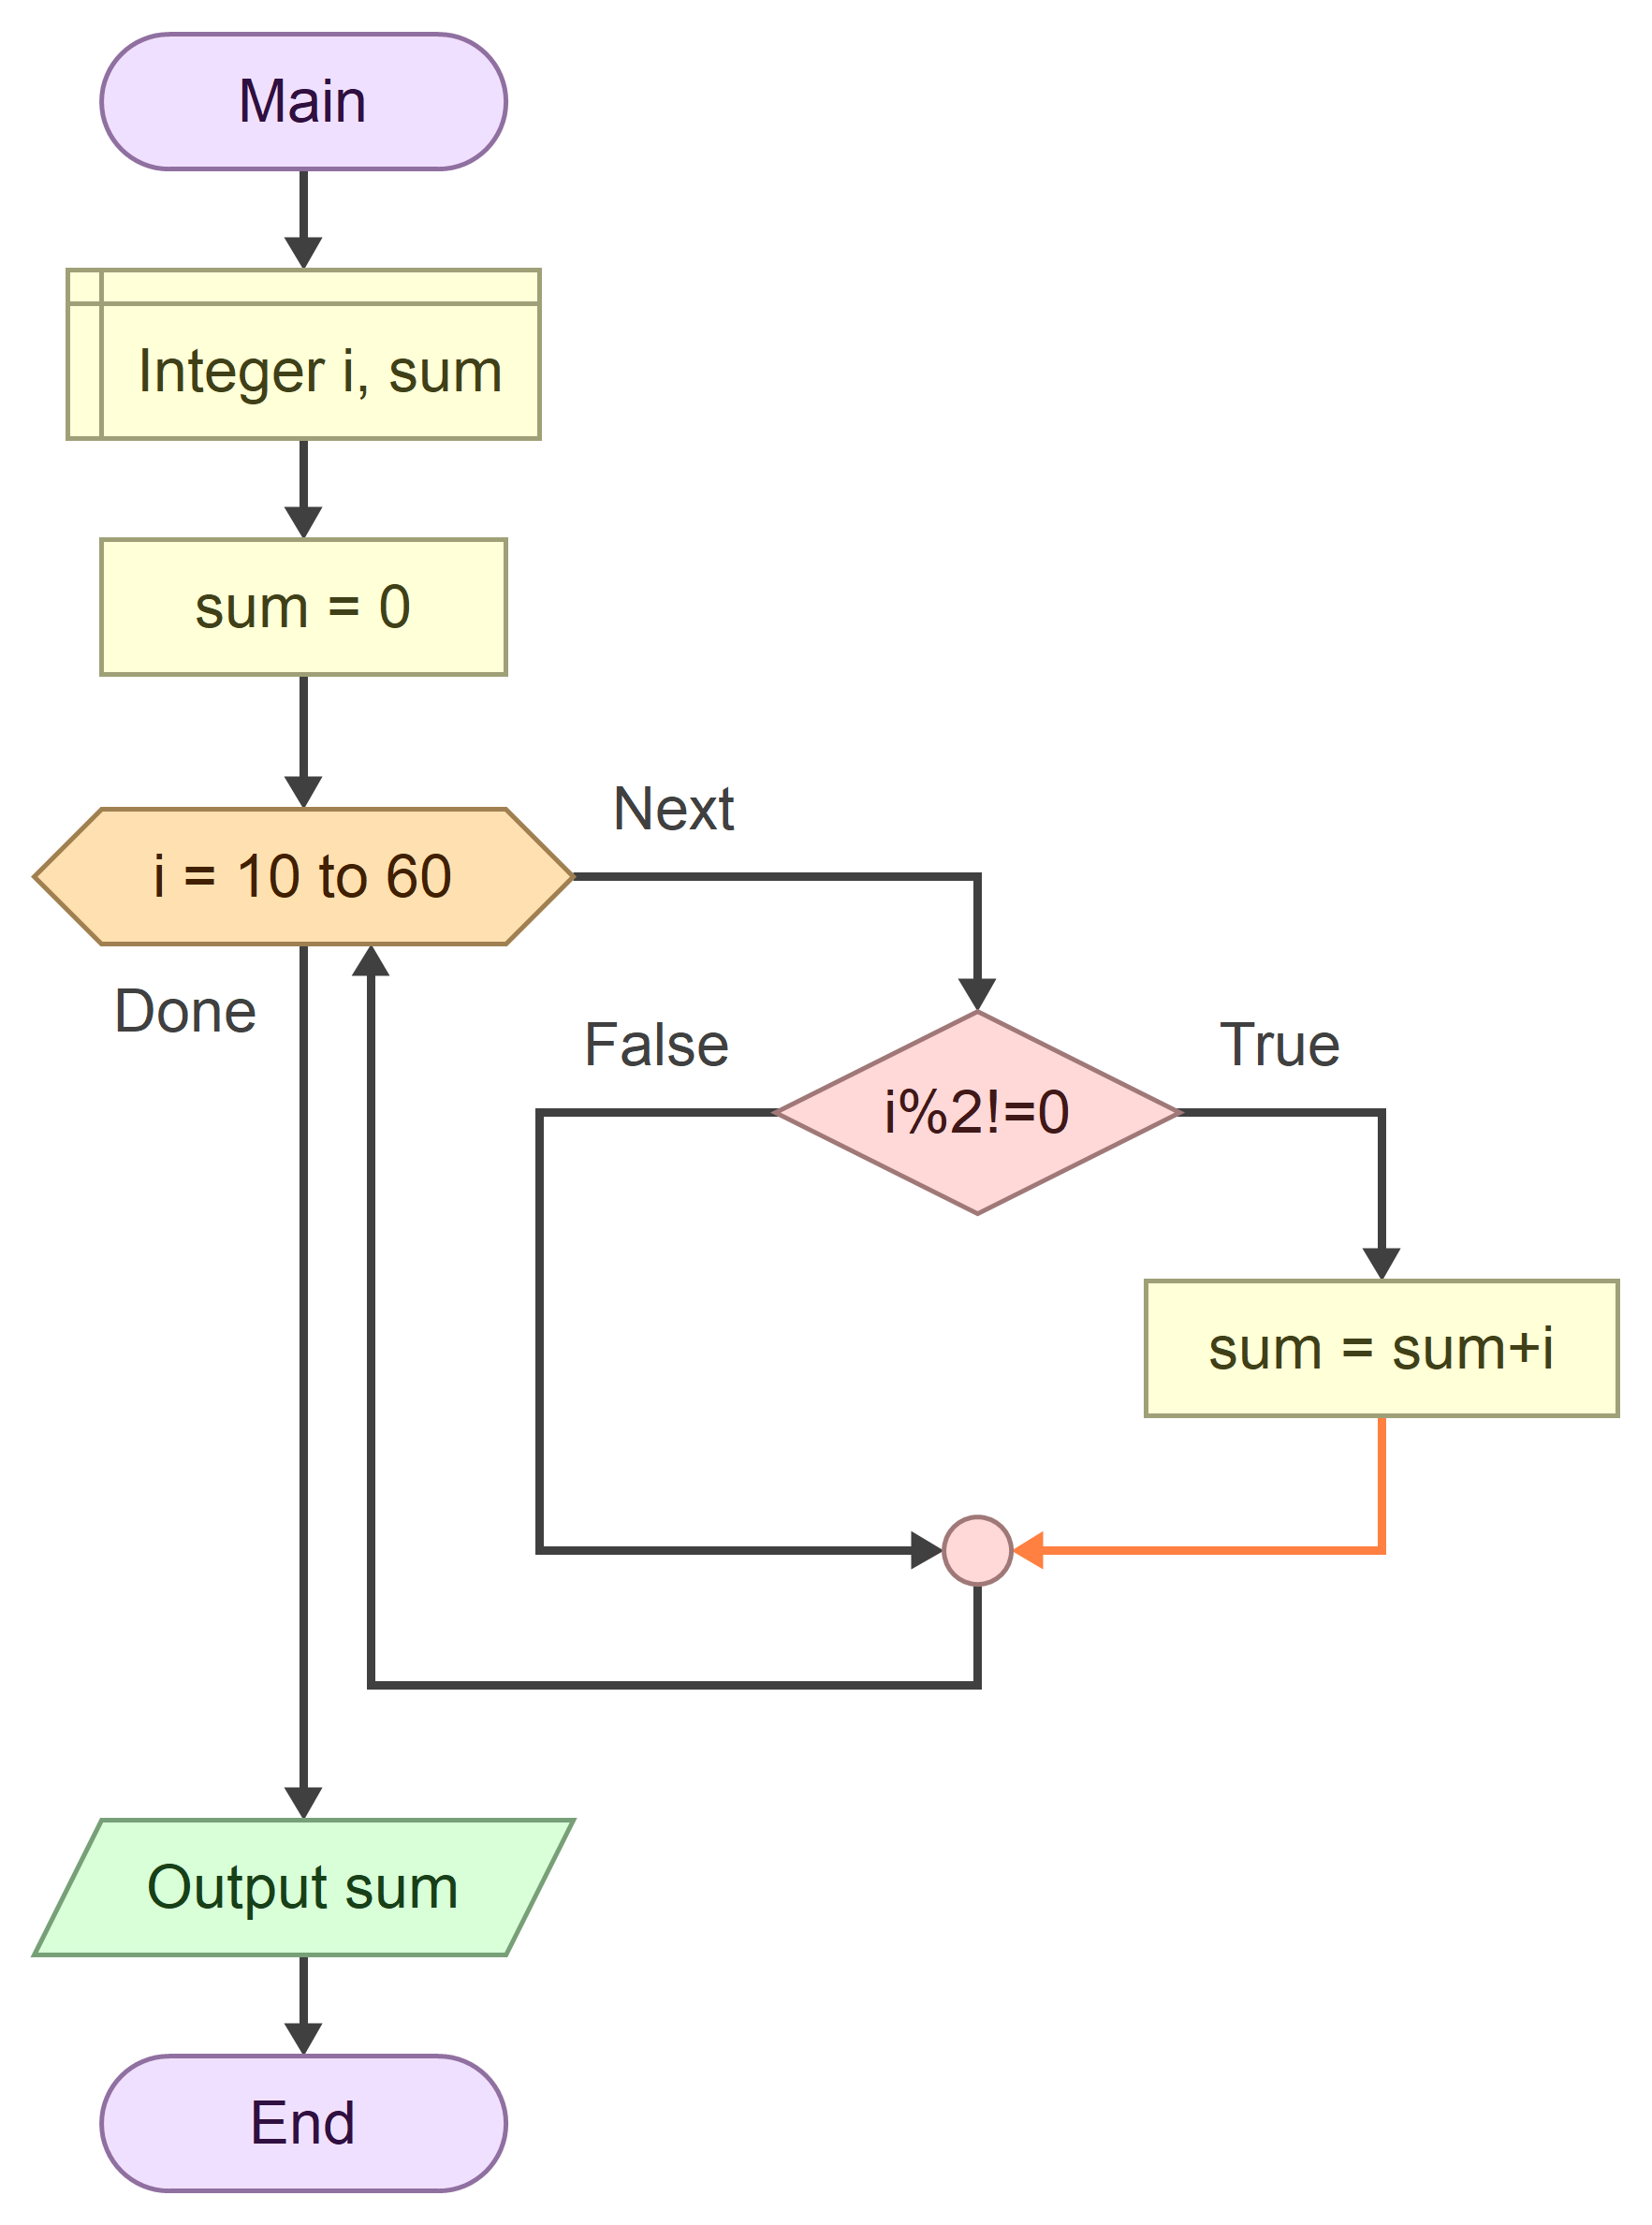 Main
Integer i, sum
sum = 0
i = 10 to 60
Next
Done
False
True
i%2!=0
sum = sum+i
Output sum
End